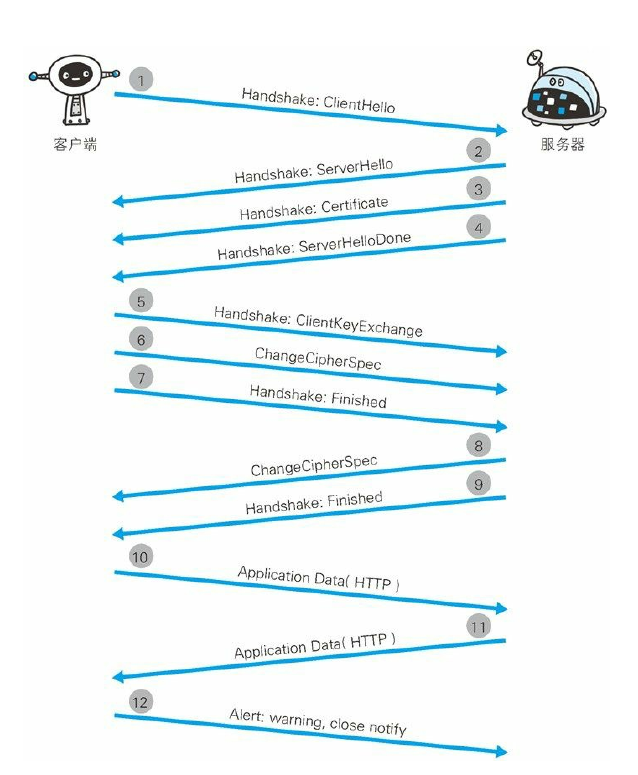 1
Handshake: ClientHello
客户端
服务器
2
Handshake: ServerHello
3
Handshake: Certificate
4
Handshake: ServerHelloDone
5
Handshake: ClientKeyExchange
6
ChangeCipherSpec
7
Handshake: Finished
8
ChangeCipherSpec
9
Handshake: Finished
10
Application Data( HTTP )
11
Application Data( HTTP )
12
Alert: warning, close notify